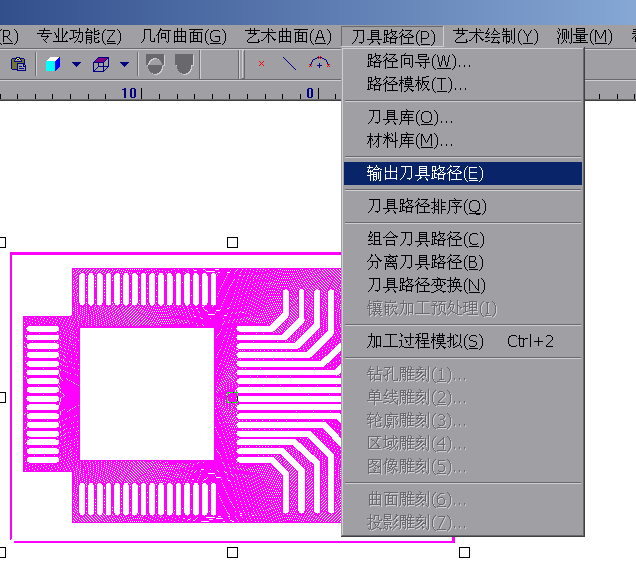 (R) 专业功能(Z) 几何曲面(G) 艺术曲面(A) 刀具路径(P) 艺术绘制(Y) 测量(M)
10 0
路径向导(W)...
路径模板(T)...
刀具库(O)...
材料库(M)...
输出刀具路径(E)
刀具路径排序(Q)
组合刀具路径(C)
分离刀具路径(B)
刀具路径变换(N)
镶嵌加工预处理(I)
加工过程模拟(S) Ctrl+2
钻孔雕刻(1)...
单线雕刻(2)...
轮廓雕刻(3)...
区域雕刻(4)...
图像雕刻(5)...
曲面雕刻(6)...
投影雕刻(7)...